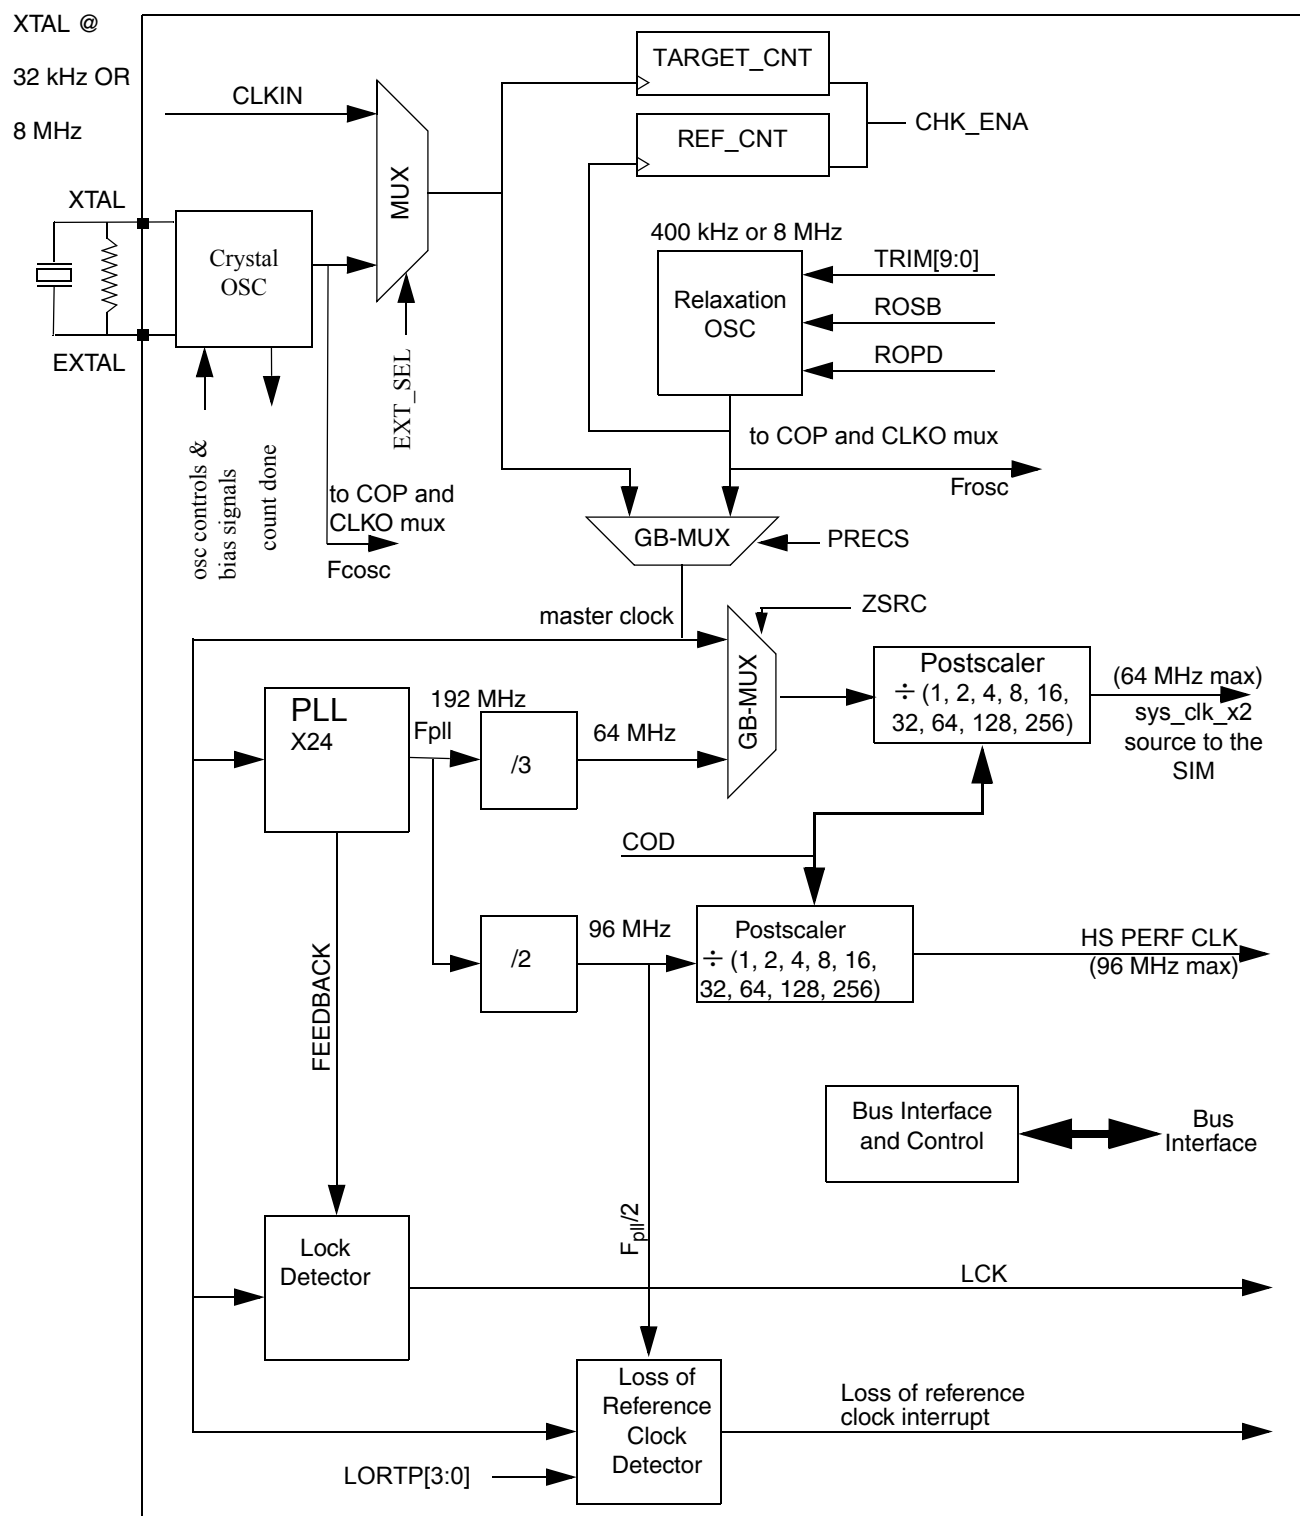 XTAL @
32 kHz OR
8 MHz
TARGET_CNT
CLKIN
CHK_ENA
REF_CNT
MUX
XTAL
400 kHz or 8 MHz
Crystal
OSC
TRIM[9:0]
Relaxation
OSC
ROSB
ROPD
EXTAL
EXT_SEL
osc controls &
bias signals
count done
to COP and CLKO mux
Frosc
to COP and
CLKO mux
Fcosc
GB-MUX
PRECS
master clock
ZSRC
GB-MUX
Postscaler
÷ (1, 2, 4, 8, 16,
32, 64, 128, 256)
(64 MHz max)
sys_clk_x2
source to the
SIM
PLL
X24
192 MHz
Fpll
/3
64 MHz
COD
/2
96 MHz
Postscaler
÷ (1, 2, 4, 8, 16,
32, 64, 128, 256)
HS PERF CLK
(96 MHz max)
FEEDBACK
Bus Interface
and Control
Bus
Interface
Fpll/2
Lock
Detector
LCK
Loss of
Reference
Clock
Detector
Loss of reference
clock interrupt
LORTP[3:0]